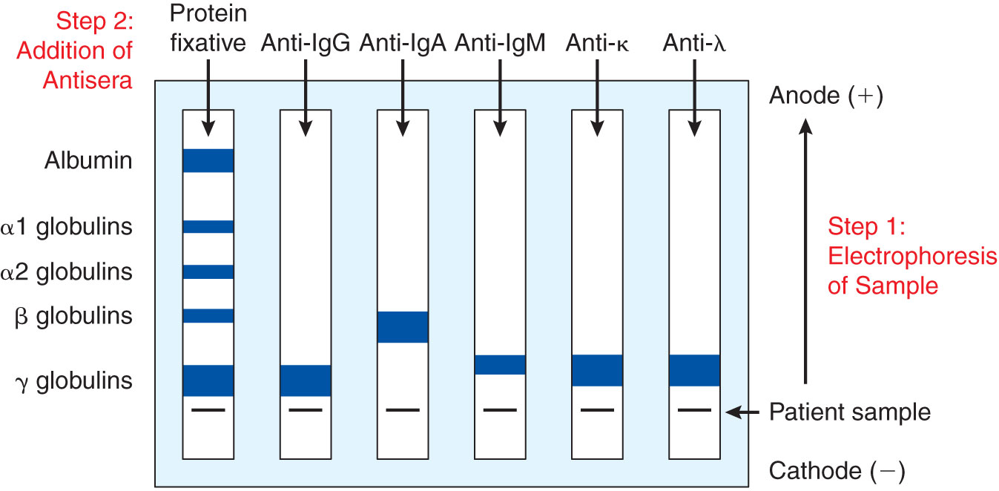 Step 2:
Addition of
Antisera
Protein
fixative
Anti-IgG
Anti-IgA
Anti-IgM
Anti-κ
Anti-λ
Anode (+)
Albumin
α1 globulins
α2 globulins
β globulins
γ globulins
Step 1:
Electrophoresis
of Sample
Patient sample
Cathode (−)